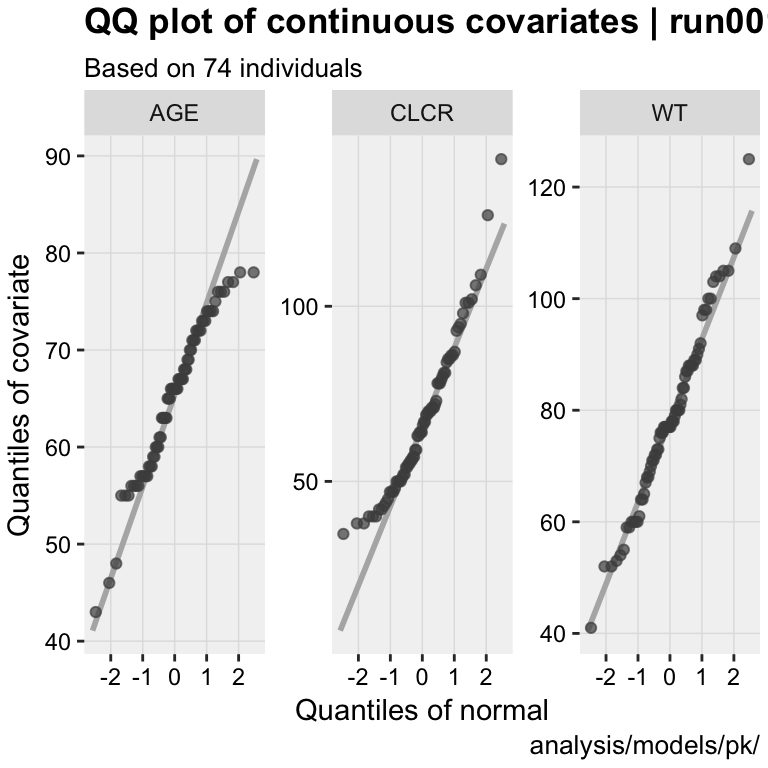 QQ plot of continuous covariates | run00
Based on 74 individuals
AGE CLCR WT
Quantiles of covariate
90
80
70
60
50
40
100
50
120
100
80
60
40
-2 -1 0 1 2 -2 -1 0 1 2 -2 -1 0 1 2
Quantiles of normal
analysis/models/pk/